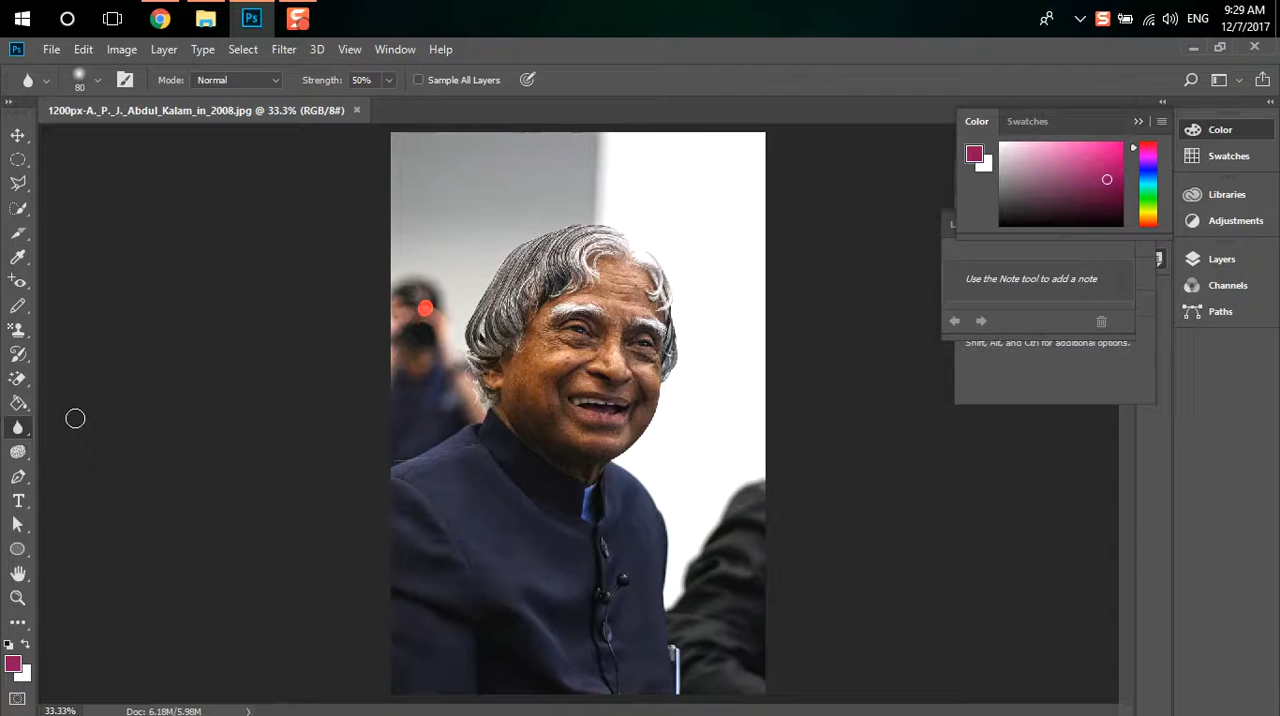 9:29 AM
ENG
12/7/2017
Ps
S
Ps File Edit Image Layer Type Select Filter 3D View Window Help
80 Mode: Normal Strength: 50% Sample All Layers
1200px-A._P._J._Abdul_Kalam_in_2008.jpg @ 33.3% (RGB/8#) ×
Color Swatches
Color
Swatches
Libraries
Adjustments
Layers
Channels
Paths
Use the Note tool to add a note
Shift, Alt, and Ctrl for additional options.
T
33.33% Doc: 6.18M/5.98M